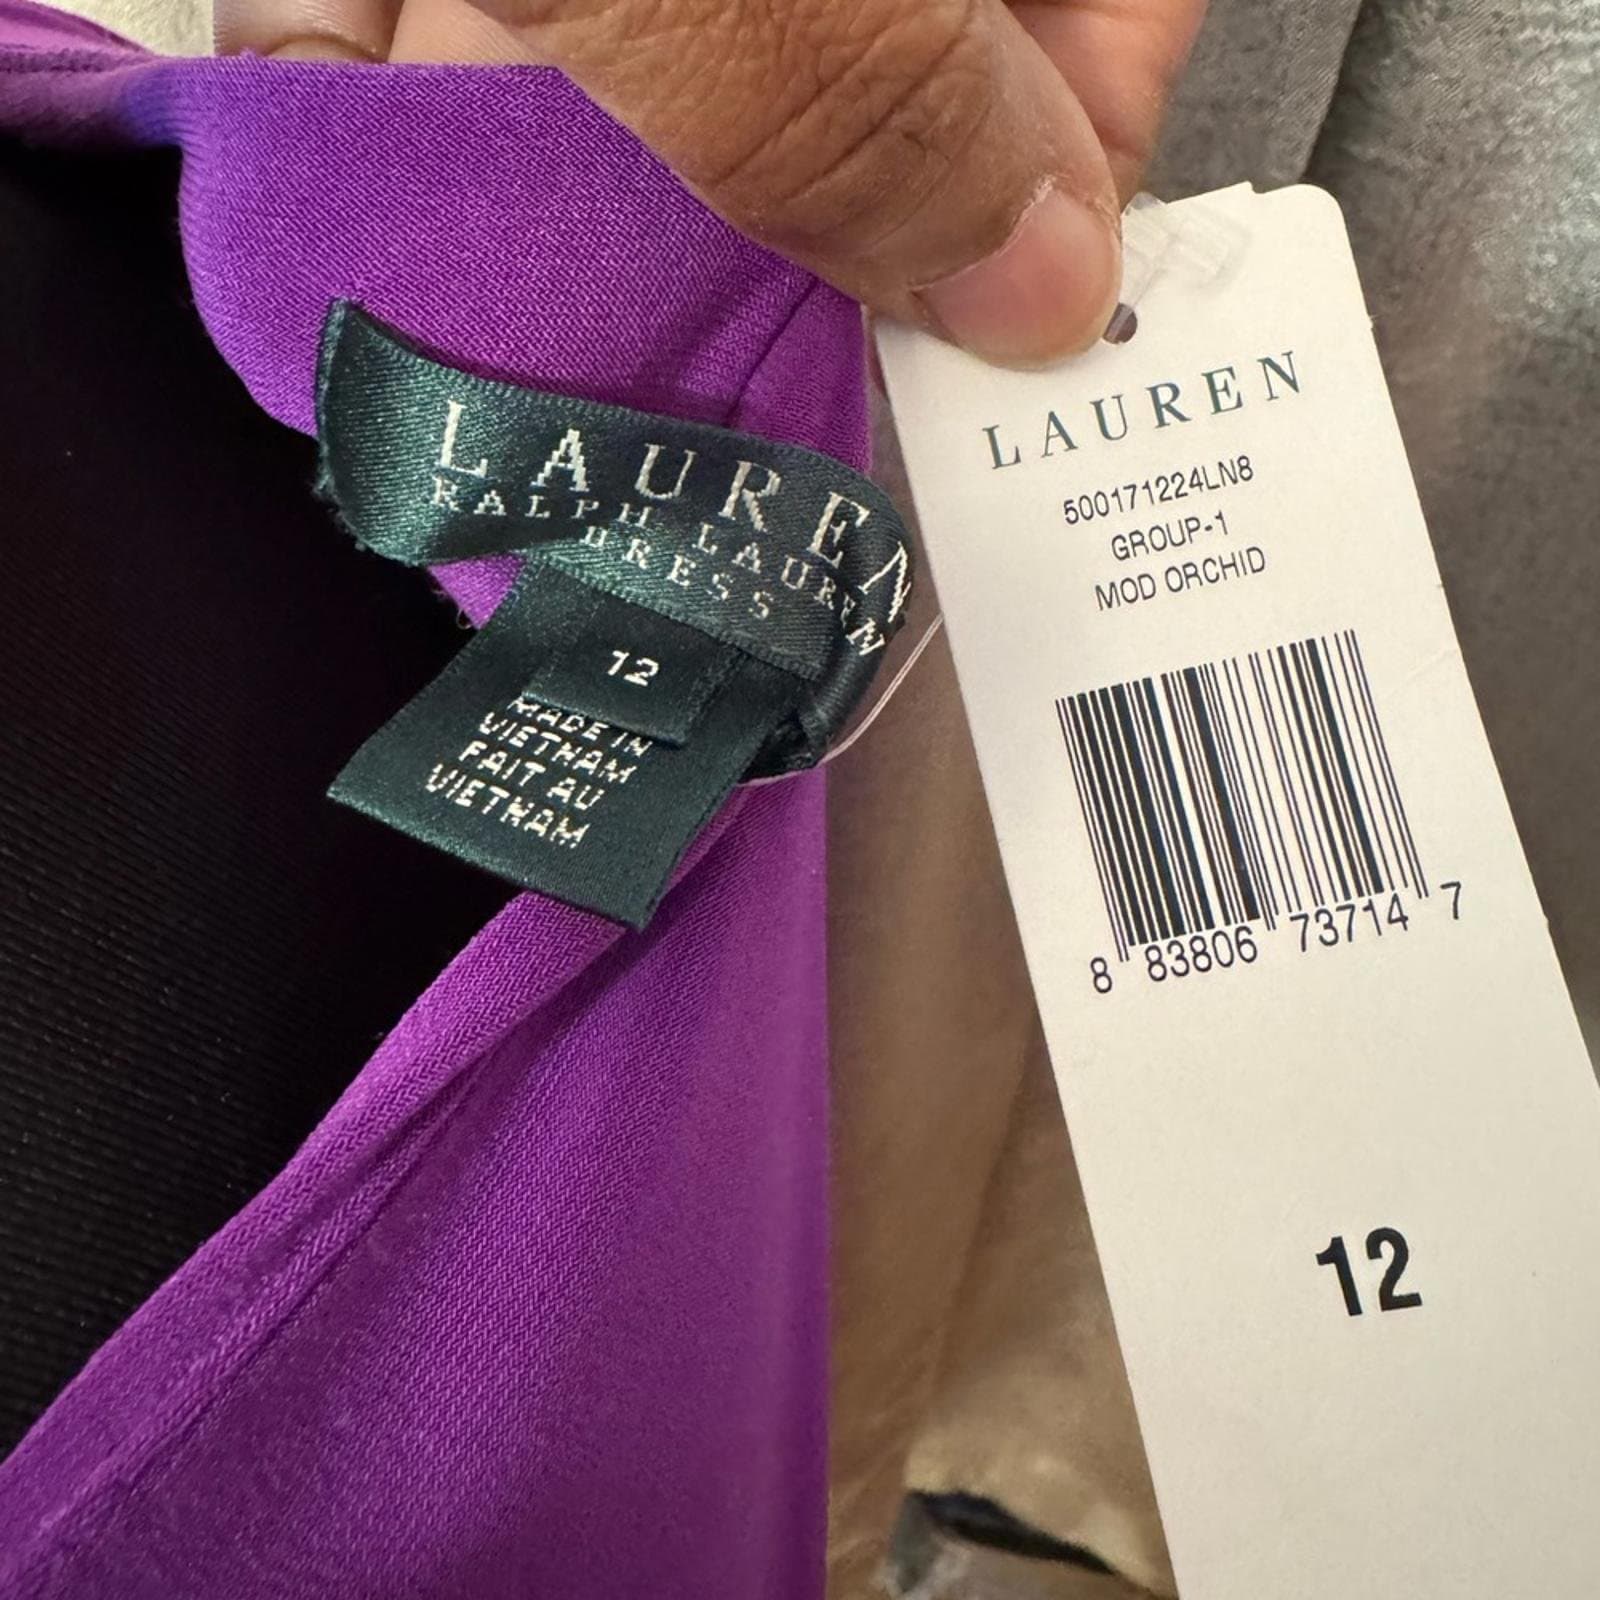 LAUREN
RALPH LAUREN
DRESS
12
MADE IN
VIETNAM
FAIT AU
VIETNAM
LAUREN
500171224LN8
GROUP-1
MOD ORCHID
8 83806 73714 7
12